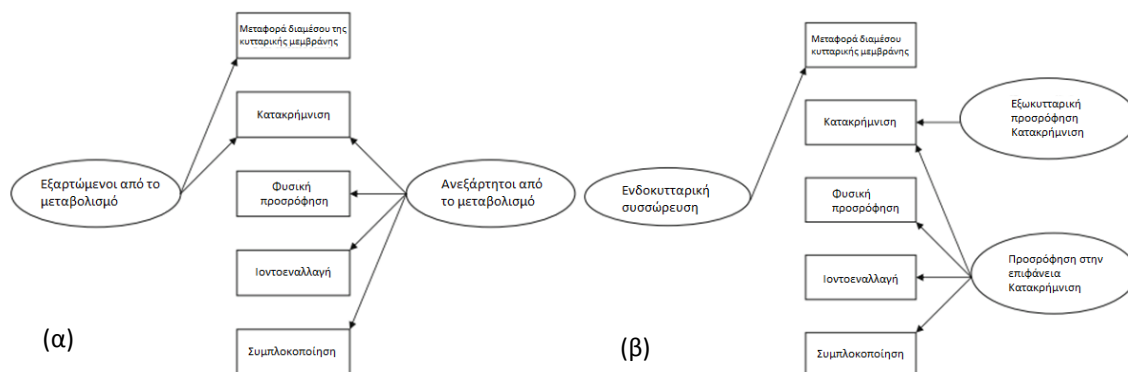 Μεταφορά διαμέσου της
κυτταρικής μεμβράνης
Κατακρήμνιση
Εξαρτώμενοι από το
μεταβολισμό
Φυσική
προσρόφηση
Ανεξάρτητοι από
το μεταβολισμό
Ιοντοεναλλαγή
Συμπλοκοποίηση
(α)
Μεταφορά διαμέσου
κυτταρικής μεμβράνης
Κατακρήμνιση
Εξωκυτταρική
προσρόφηση
Κατακρήμνιση
Ενδοκυτταρική
συσσώρευση
Φυσική
προσρόφηση
Ιοντοεναλλαγή
Προσρόφηση στην
επιφάνεια
Κατακρήμνιση
Συμπλοκοποίηση
(β)